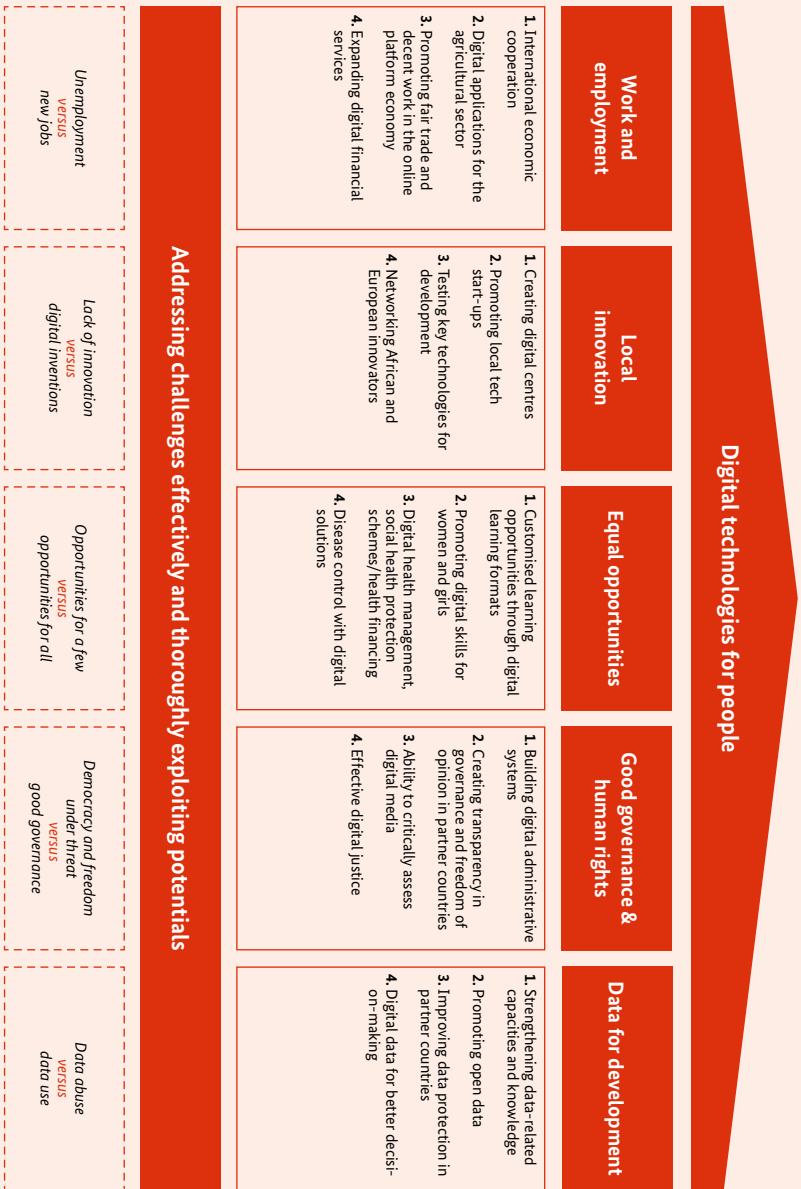 Digital technologies for people
Work and
employment
1. International economic
cooperation
2. Digital applications for the
agricultural sector
3. Promoting fair trade and
decent work in the online
platform economy
4. Expanding digital financial
services
Local
innovation
1. Creating digital centres
2. Promoting local tech
start-ups
3. Testing key technologies for
development
4. Networking African and
European innovators
Equal opportunities
1. Customised learning
opportunities through digital
learning formats
2. Promoting digital skills for
women and girls
3. Digital health management,
social health protection
schemes/health financing
4. Disease control with digital
solutions
Good governance &
human rights
1. Building digital administrative
systems
2. Creating transparency in
governance and freedom of
opinion in partner countries
3. Ability to critically assess
digital media
4. Effective digital justice
Data for development
1. Strengthening data-related
capacities and knowledge
2. Promoting open data
3. Improving data protection in
partner countries
4. Digital data for better decisi-
on-making
Addressing challenges effectively and thoroughly exploiting potentials
Unemployment
versus
new jobs
Lack of innovation
versus
digital inventions
Opportunities for a few
versus
opportunities for all
Democracy and freedom
under threat
versus
good governance
Data abuse
versus
data use